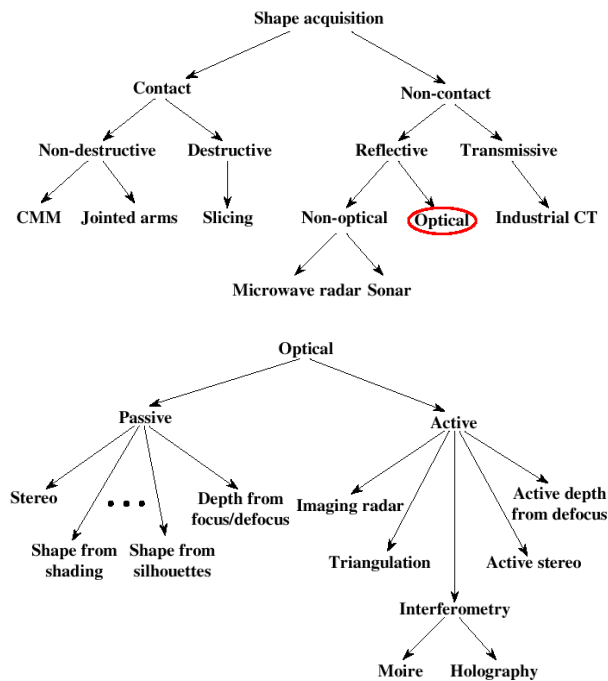 Shape acquisition
Contact
Non-contact
Non-destructive
Destructive
Reflective
Transmissive
CMM
Jointed arms
Slicing
Non-optical
Optical
Industrial CT
Microwave radar
Sonar
Optical
Passive
Active
Stereo
Depth from
focus/defocus
Imaging radar
Active depth
from defocus
Shape from
shading
Shape from
silhouettes
Triangulation
Active stereo
Interferometry
Moire
Holography